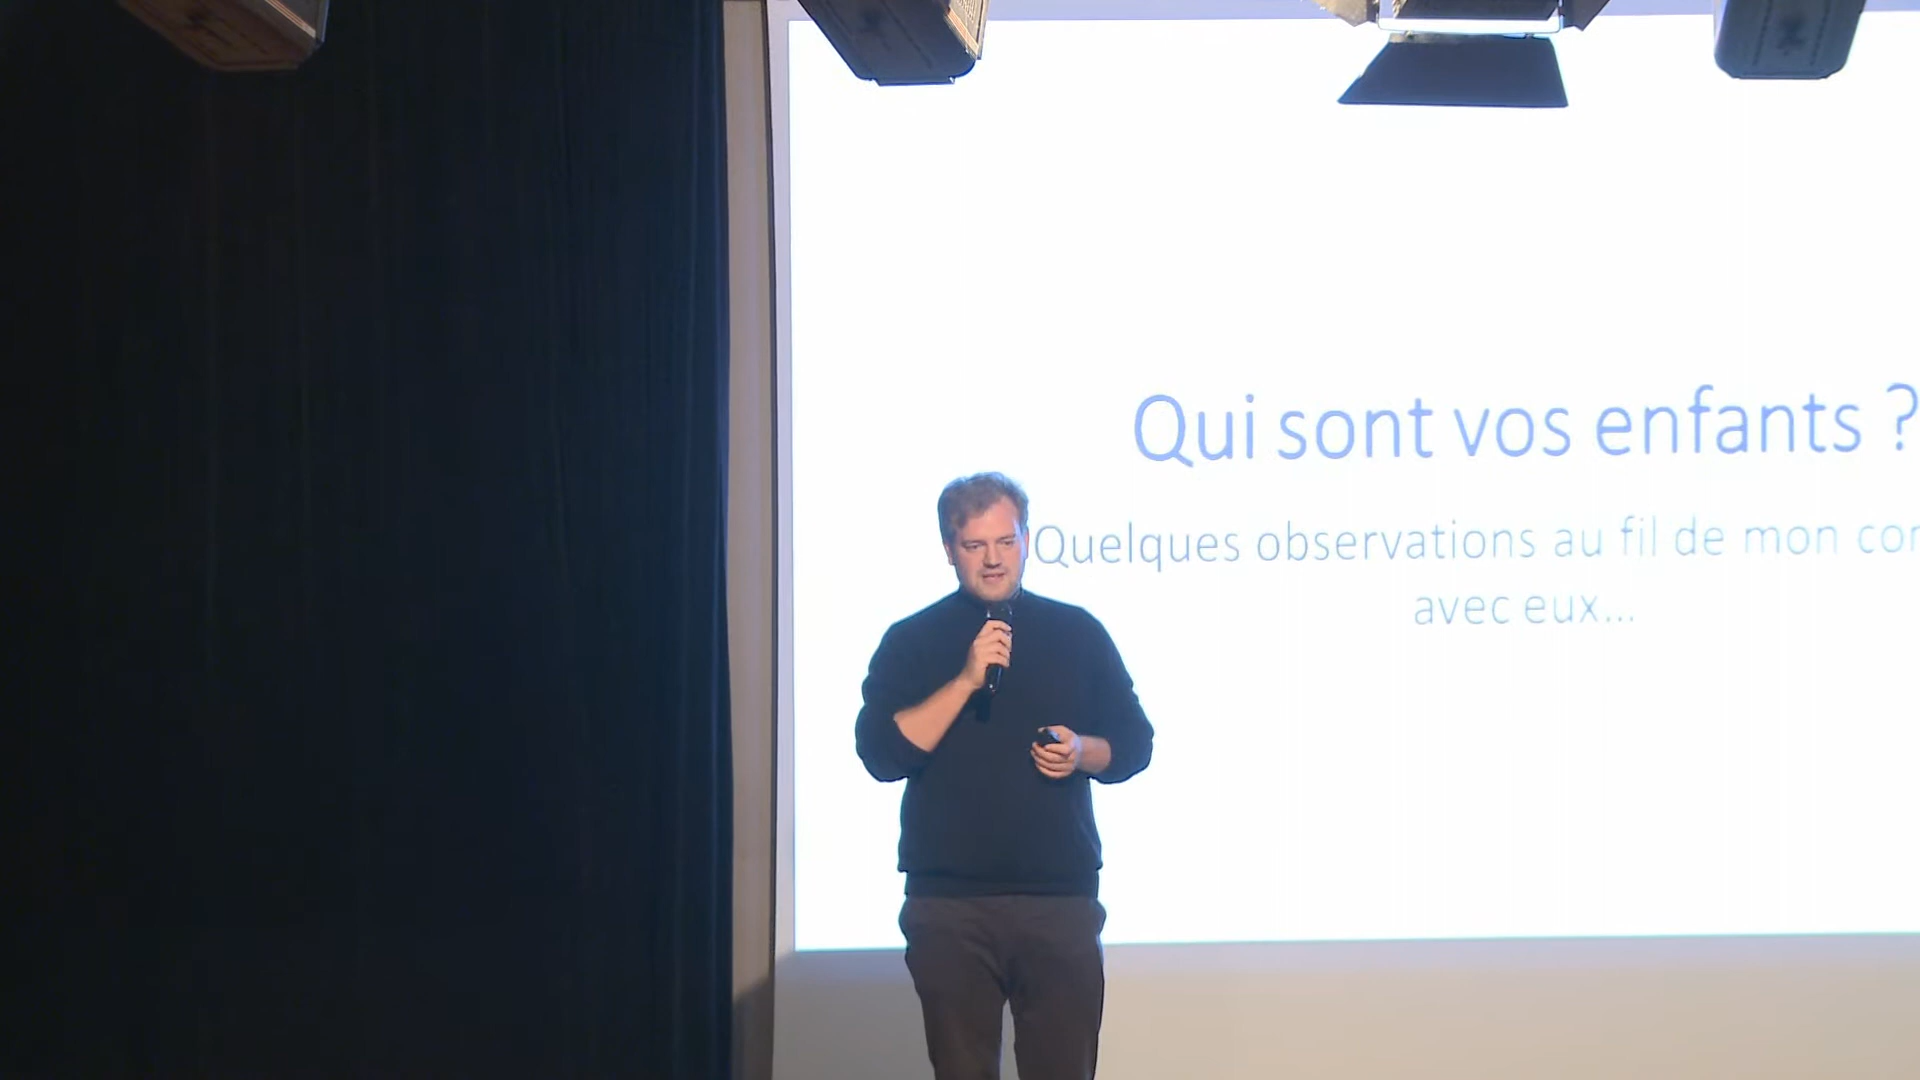 Qui sont vos enfants ?
Quelques observations au fil de mon
avec eux...